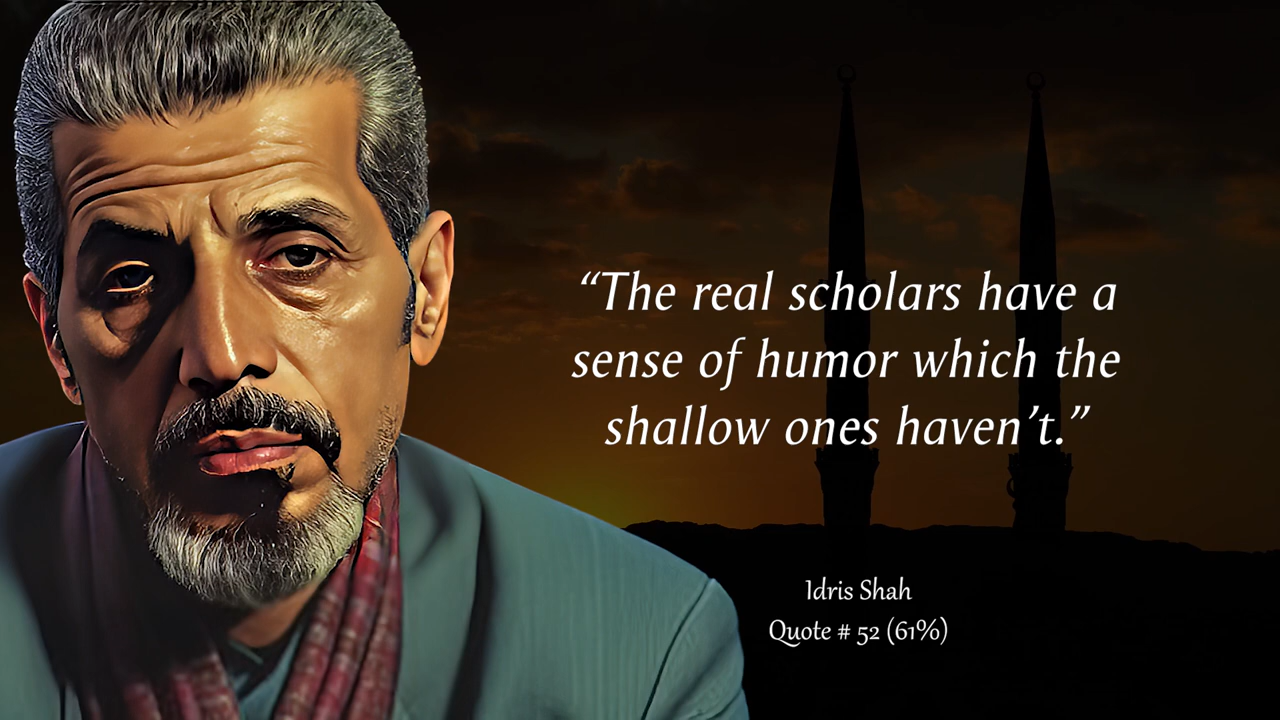 “The real scholars have a
sense of humor which the
shallow ones haven’t.”
Idris Shah
Quote # 52 (61%)